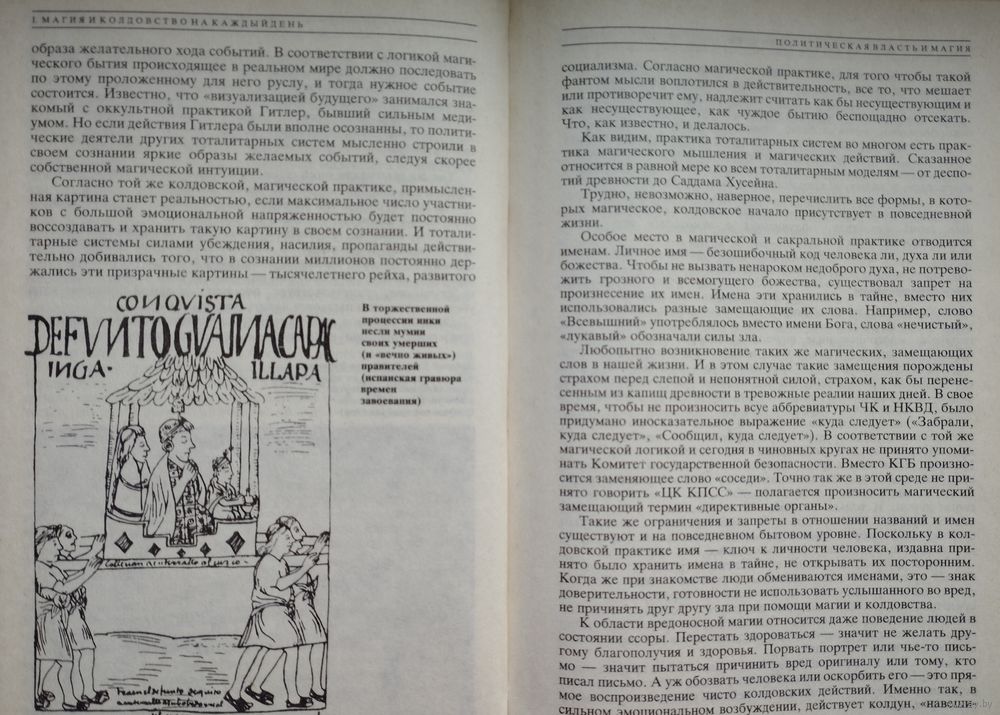 I. МАГИЯ И КОЛДОВСТВО НА КАЖДЫЙ ДЕНЬ
образа желательного хода событий. В соответствии с логикой маги-
ческого бытия происходящее в реальном мире должно последовать
по этому проложенному для него руслу, и тогда нужное событие
состоится. Известно, что «визуализацией будущего» занимался зна-
комый с оккультной практикой Гитлер, бывший сильным меди-
умом. Но если действия Гитлера были вполне осознанны, то полити-
ческие деятели других тоталитарных систем мысленно строили в
своем сознании яркие образы желаемых событий, следуя скорее
собственной магической интуиции.
Согласно той же колдовской, магической практике, примыслен-
ная картина станет реальностью, если максимальное число участни-
ков с большой эмоциональной напряженностью будет постоянно
воссоздавать и хранить такую картину в своем сознании. И тотали-
тарные системы силами убеждения, насилия, пропаганды действи-
тельно добивались того, что в сознании миллионов постоянно дер-
жались эти призрачные картины — тысячелетнего рейха, развитого
CONQVISTA
DEFVNTOGVAINACAPAC
INGA·
ILLAPA
В торжественной
процессии инки
несли мумии
своих умерших
(и «вечно живых»)
правителей
(испанская гравюра
времен
завоевания)
ПОЛИТИЧЕСКАЯ ВЛАСТЬ И МАГИЯ
социализма. Согласно магической практике, для того чтобы такой
фантом мысли воплотился в действительность, все то, что мешает
или противоречит ему, надлежит считать как бы несуществующим и
как несуществующее, как чуждое бытию беспощадно отсекать.
Что, как известно, и делалось.
Как видим, практика тоталитарных систем во многом есть прак-
тика магического мышления и магических действий. Сказанное
относится в равной мере ко всем тоталитарным моделям — от деспо-
тий древности до Саддама Хусейна.
Трудно, невозможно, наверное, перечислить все формы, в кото-
рых магическое, колдовское начало присутствует в повседневной
жизни.
Особое место в магической и сакральной практике отводится
именам. Личное имя — безошибочный код человека ли, духа ли или
божества. Чтобы не вызвать ненароком недоброго духа, не потрево-
жить грозного и всемогущего божества, существовал запрет на
произнесение их имен. Имена эти хранились в тайне, вместо них
использовались разные замещающие их слова. Например, слово
«Всевышний» употреблялось вместо имени Бога, слова «нечистый»,
«лукавый» обозначали силы зла.
Любопытно возникновение таких же магических, замещающих
слов в нашей жизни. И в этом случае такие замещения порождены
страхом перед слепой и непонятной силой, страхом, как бы перене-
сенным из капищ древности в тревожные реалии наших дней. В свое
время, чтобы не произносить всуе аббревиатуры ЧК и НКВД, было
придумано иносказательное выражение «куда следует» («Забрали,
куда следует», «Сообщил, куда следует»). В соответствии с той же
магической логикой и сегодня в чиновных кругах не принято упоми-
нать Комитет государственной безопасности. Вместо КГБ произно-
сится заменяющее слово «соседи». Точно так же в этой среде не при-
нято говорить «ЦК КПСС» — полагается произносить магический
замещающий термин «директивные органы».
Такие же ограничения и запреты в отношении названий и имен
существуют и на повседневном бытовом уровне. Поскольку в кол-
довской практике имя — ключ к личности человека, издавна при-
нято было хранить имена в тайне, не открывать их посторонним.
Когда же при знакомстве люди обмениваются именами, это — знак
доверительности, готовности не использовать услышанного во вред,
не причинять друг другу зла при помощи магии и колдовства.
К области вредоносной магии относится даже поведение людей в
состоянии ссоры. Перестать здороваться — значит не желать дру-
гому благополучия и здоровья. Порвать портрет или чье-то пись-
мо — значит пытаться причинить вред оригиналу или тому, кто
писал письмо. А уж обозвать человека или оскорбить его — это пря-
мое воспроизведение чисто колдовских действий. Именно так, в
сильном эмоциональном возбуждении, действует колдун, «навеши-